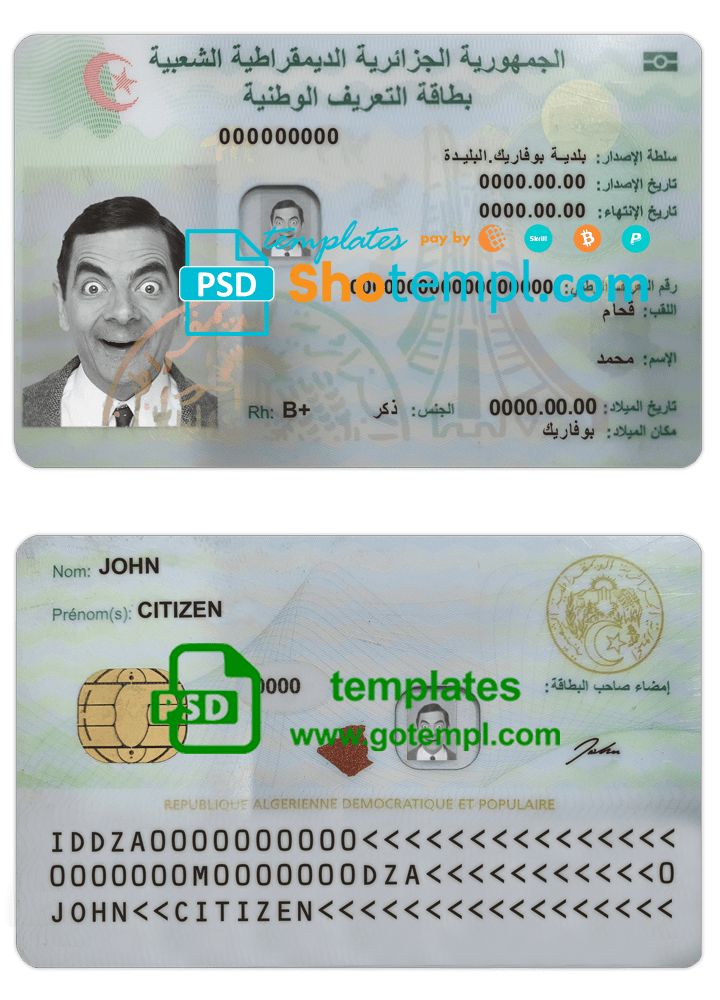 الجمهورية الجزائرية الديمقراطية الشعبية
بطاقة التعريف الوطنية
000000000
سلطة الإصدار: بلدية بوفاريك.البليدة
تاريخ الإصدار: 0000.00.00
تاريخ الإنتهاء: 0000.00.00
templates pay by Skrill
PSD Shotempl.com
رقم
اللقب: قحام
الإسم: محمد
تاريخ الميلاد: 0000.00.00 الجنس: ذكر Rh: B+
مكان الميلاد: بوفاريك
Nom: JOHN
Prénom(s): CITIZEN
إمضاء صاحب البطاقة:
PSD 0000 templates
www.gotempl.com
John
REPUBLIQUE ALGERIENNE DEMOCRATIQUE ET POPULAIRE
IDDZA0000000000<<<<<<<<<<<<<<<
0000000M0000000DZA<<<<<<<<<<<0
JOHN<<CITIZEN<<<<<<<<<<<<<<<<<